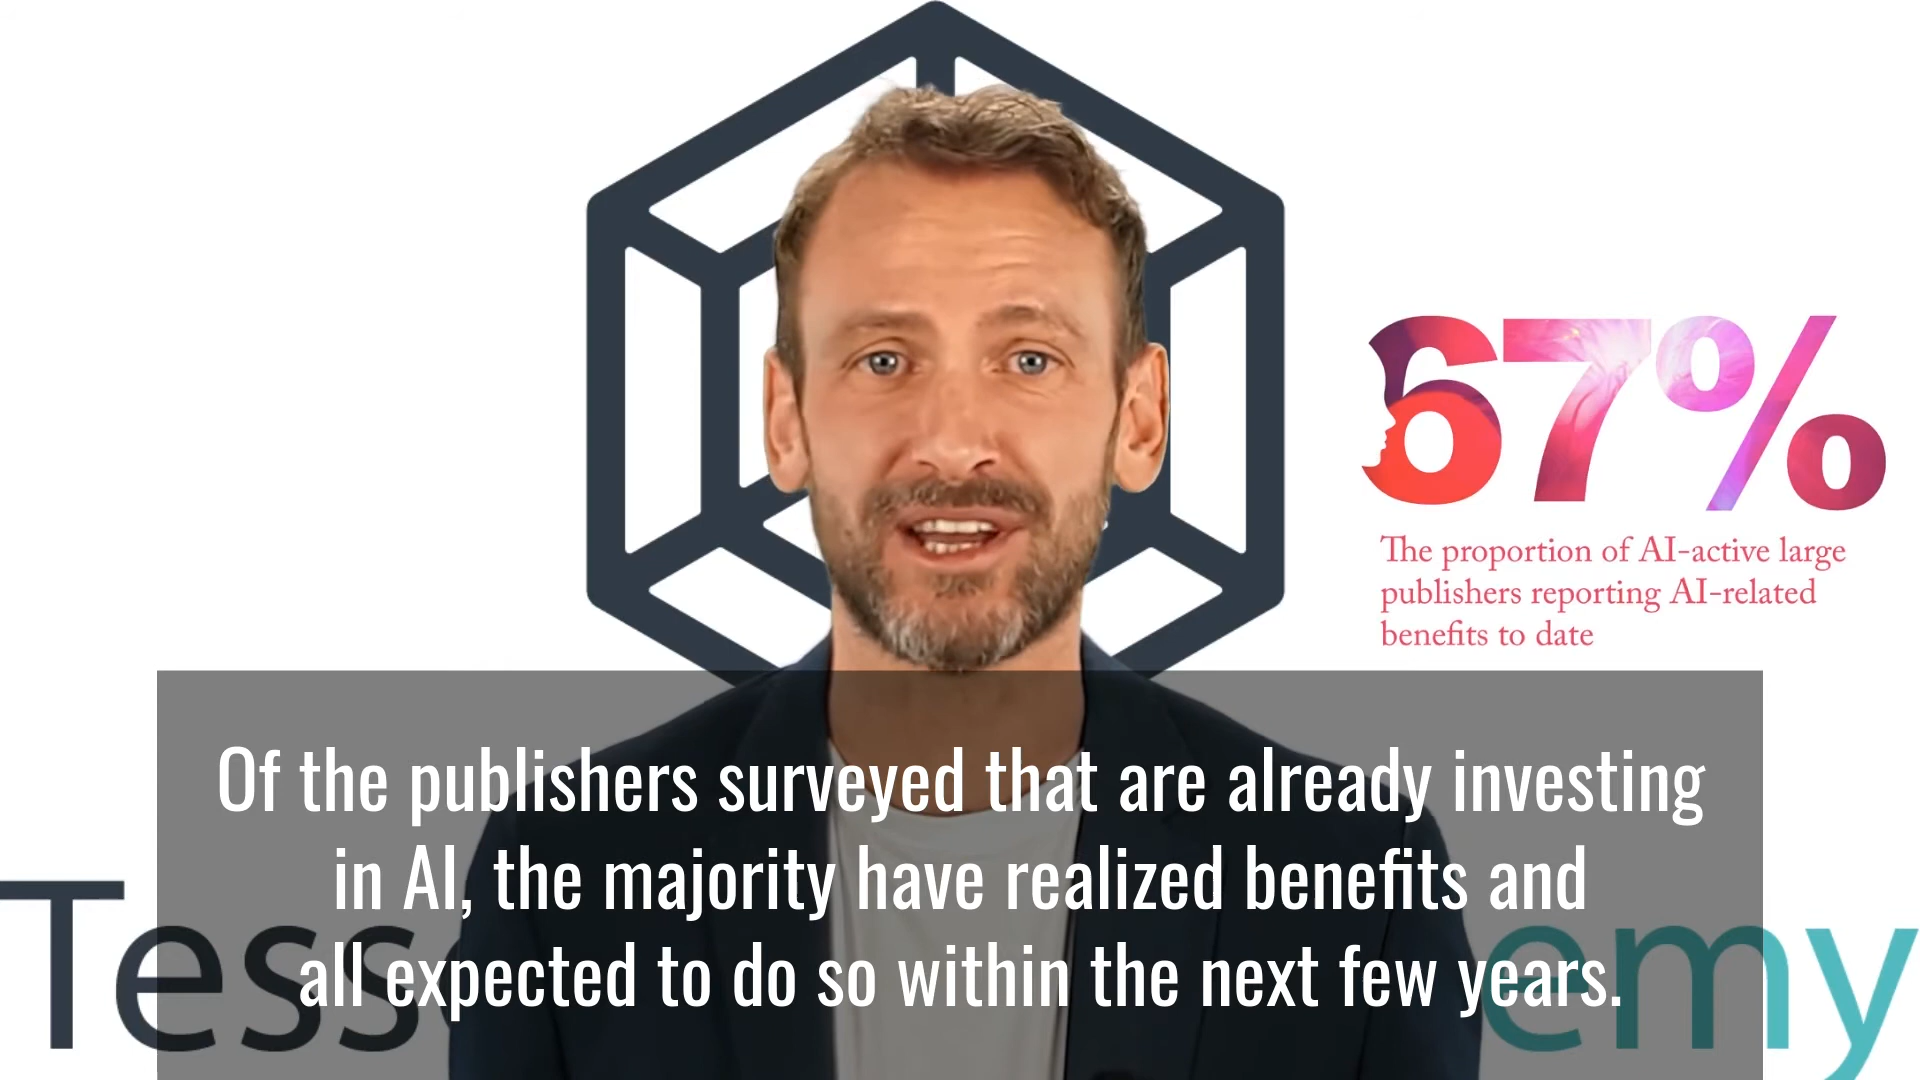 67%
The proportion of AI-active large
publishers reporting AI-related
benefits to date
Of the publishers surveyed that are already investing
in AI, the majority have realized benefits and
all expected to do so within the next few years.